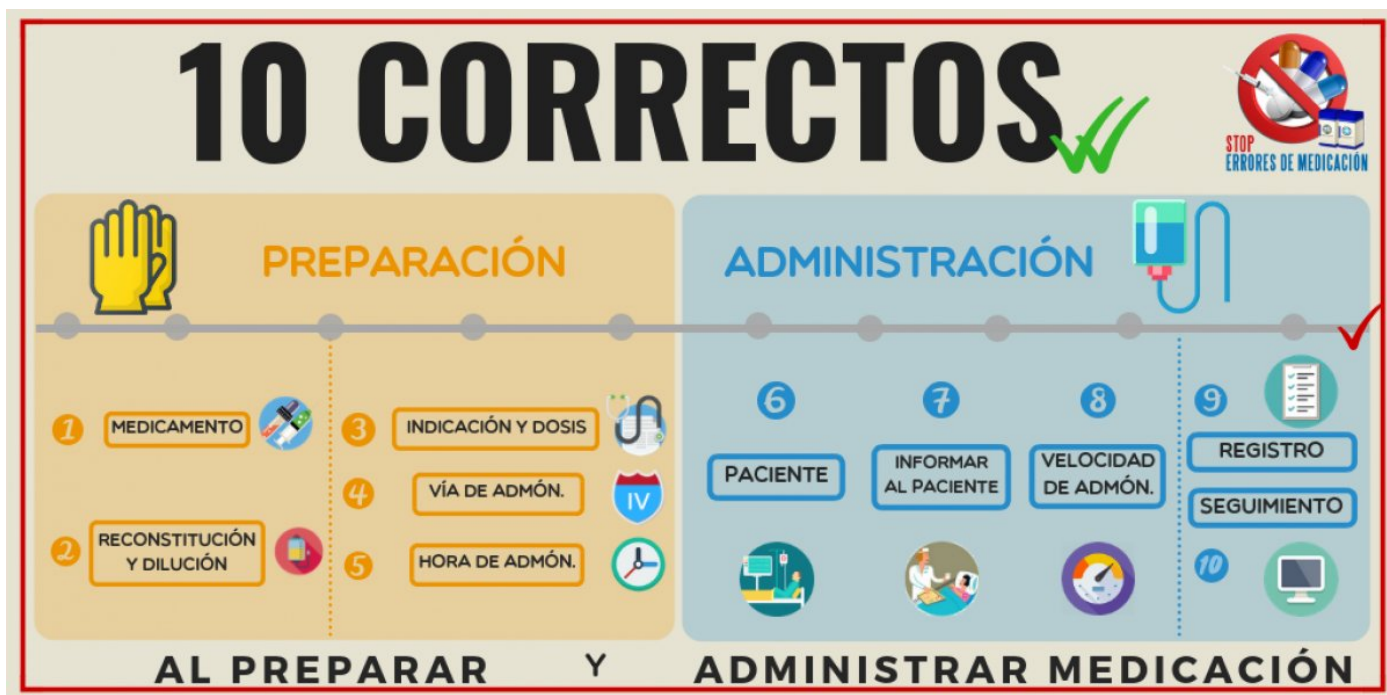 10 CORRECTOS
STOP
ERRORES DE MEDICACIÓN
PREPARACIÓN
1 MEDICAMENTO
2 RECONSTITUCIÓN
Y DILUCIÓN
3 INDICACIÓN Y DOSIS
4 VÍA DE ADMÓN.
IV
5 HORA DE ADMÓN.
ADMINISTRACIÓN
6
PACIENTE
7
INFORMAR
AL PACIENTE
8
VELOCIDAD
DE ADMÓN.
9
REGISTRO
SEGUIMIENTO
10
AL PREPARAR Y ADMINISTRAR MEDICACIÓN